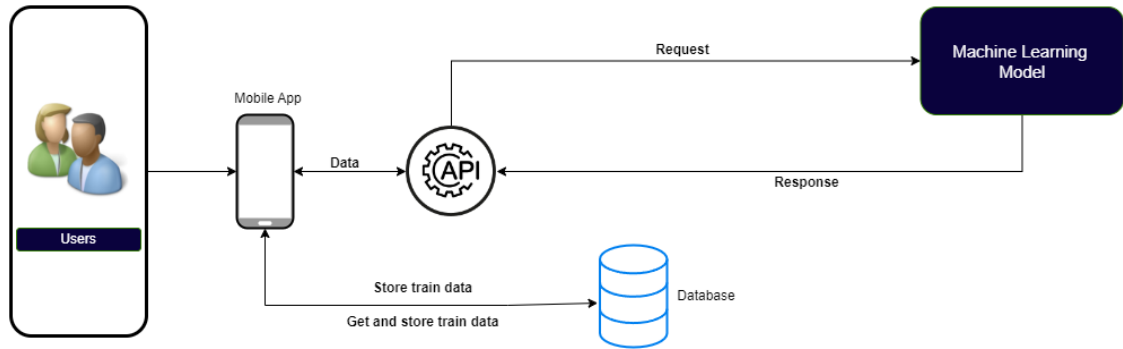 Users
Mobile App
Data
API
Request
Machine Learning
Model
Response
Store train data
Get and store train data
Database